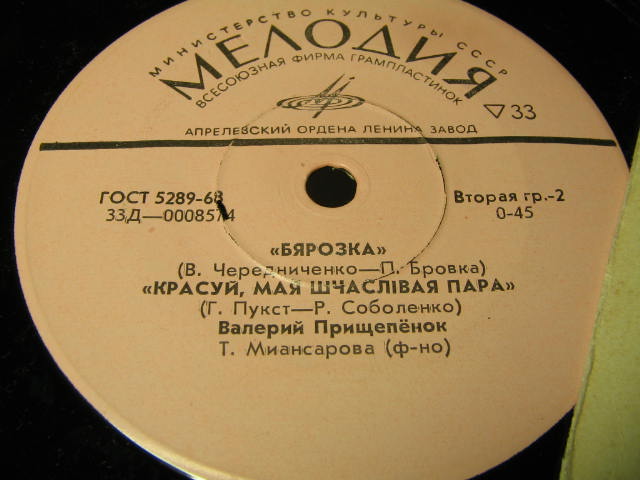 МИНИСТЕРСТВО КУЛЬТУРЫ СССР
МЕЛОДИЯ
ВСЕСОЮЗНАЯ ФИРМА ГРАМПЛАСТИНОК
▽ 33
АПРЕЛЕВСКИЙ ОРДЕНА ЛЕНИНА ЗАВОД
ГОСТ 5289-68 Вторая гр.-2
33Д—0008574 0-45
«БЯРОЗКА»
(В. Чередниченко—П. Бровка)
«КРАСУЙ, МАЯ ШЧАСЛІВАЯ ПАРА»
(Г. Пукст—Р. Соболенко)
Валерий Прищепёнок
Т. Миансарова (ф-но)